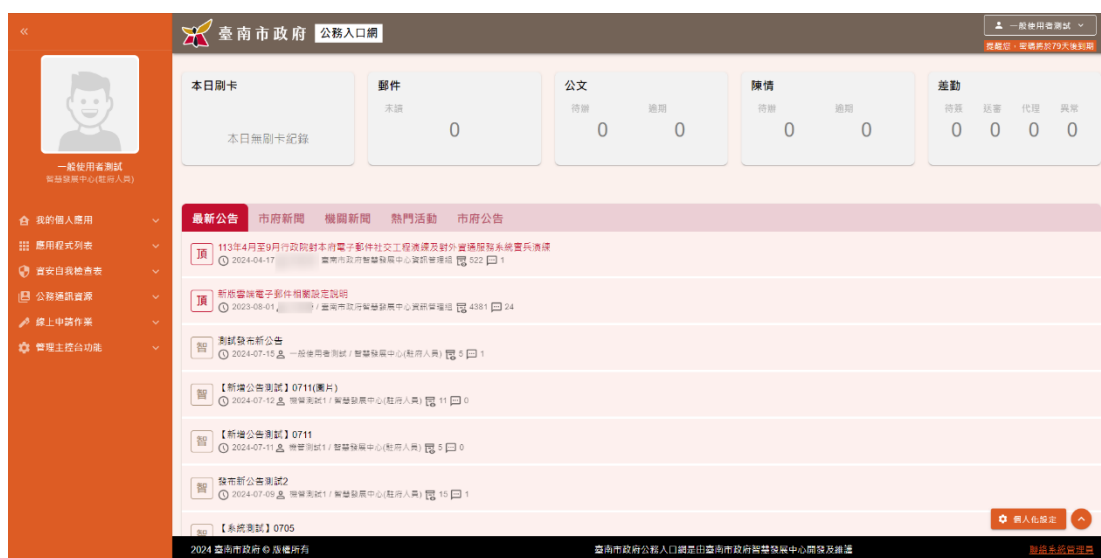 臺南市政府 公務入口網
一般使用者測試
提醒您，密碼將於79天後到期
一般使用者測試
智慧發展中心(駐府人員)
我的個人應用
應用程式列表
資安自我檢查表
公務通訊資源
線上申請作業
管理主控台功能
本日刷卡
本日無刷卡紀錄
郵件
未讀
0
公文
待辦 逾期
0 0
陳情
待辦 逾期
0 0
差勤
待簽 送審 代理 異常
0 0 0 0
最新公告 市府新聞 機關新聞 熱門活動 市府公告
頂 113年4月至9月行政院對本府電子郵件社交工程演練及對外資通服務系統實兵演練
2024-04-17 臺南市政府智慧發展中心資訊管理組 522 1
頂 新版雲端電子郵件相關設定說明
2023-08-01 / 臺南市政府智慧發展中心資訊管理組 4381 24
智 測試發布新公告
2024-07-15 一般使用者測試 / 智慧發展中心(駐府人員) 5 1
智 【新增公告測試】0711(圖片)
2024-07-12 機管測試1 / 智慧發展中心(駐府人員) 11 0
智 【新增公告測試】0711
2024-07-11 機管測試1 / 智慧發展中心(駐府人員) 5 0
智 發布新公告測試2
2024-07-09 機管測試1 / 智慧發展中心(駐府人員) 15 1
智 【系統測試】0705
個人化設定
2024 臺南市政府 © 版權所有
臺南市政府公務人口網是由臺南市政府智慧發展中心開發及維護
聯絡系統管理員